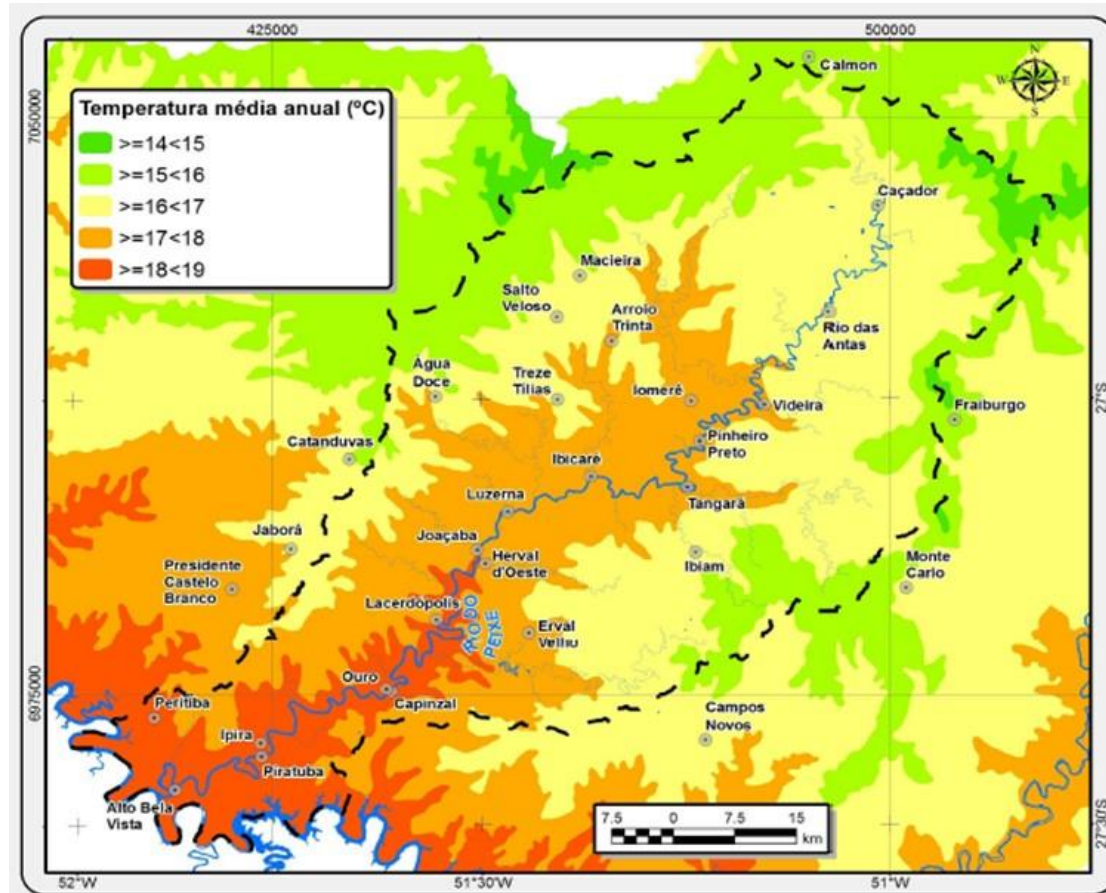 425000
500000
7050000
6975000
Temperatura média anual (ºC)
>=14<15
>=15<16
>=16<17
>=17<18
>=18<19
N
W
E
S
Calmon
Caçador
Macieira
Salto
Veloso
Arroio
Trinta
Rio das
Antas
Água
Doce
Treze
Tílias
Iomerê
Videira
Fraiburgo
27°S
Catanduvas
Pinheiro
Preto
Ibicaré
Luzerna
Tangará
Jaborá
Joaçaba
Herval
d'Oeste
Ibiam
Monte
Carlo
Presidente
Castelo
Branco
Lacerdópolis
RIO DO
PEIXE
Erval
Velho
Ouro
Capinzal
Peritiba
Campos
Novos
Ipira
Piratuba
Alto Bela
Vista
7.5
0
7.5
15
km
27°30'S
52°W
51°30'W
51°W